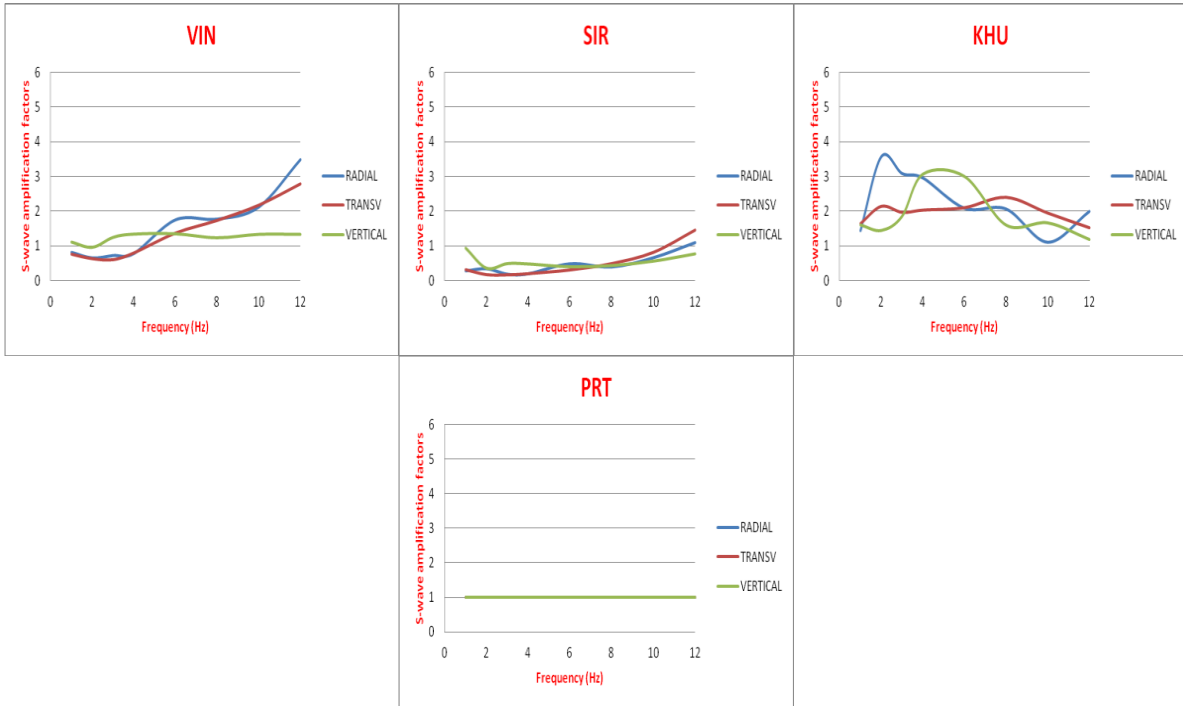 VIN
S-wave amplification factors
6
5
4
3
2
1
0
0 2 4 6 8 10 12
Frequency (Hz)
RADIAL
TRANSV
VERTICAL
SIR
S-wave amplification factors
6
5
4
3
2
1
0
0 2 4 6 8 10 12
Frequency (Hz)
RADIAL
TRANSV
VERTICAL
KHU
S-wave amplification factors
6
5
4
3
2
1
0
0 2 4 6 8 10 12
Frequency (Hz)
RADIAL
TRANSV
VERTICAL
PRT
S-wave amplification factors
6
5
4
3
2
1
0
0 2 4 6 8 10 12
Frequency (Hz)
RADIAL
TRANSV
VERTICAL